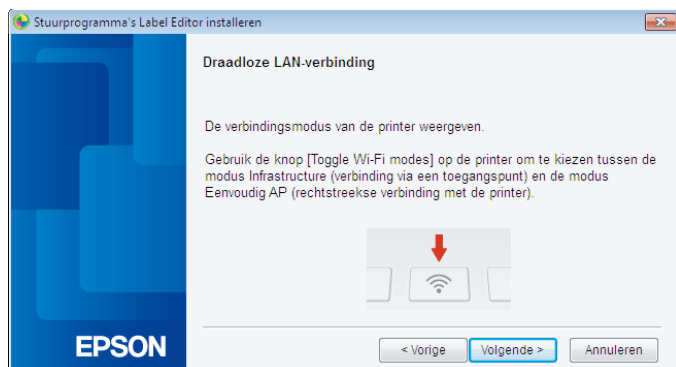 Stuurprogramma's Label Editor installeren
Draadloze LAN-verbinding
De verbindingsmodus van de printer weergeven.
Gebruik de knop [Toggle Wi-Fi modes] op de printer om te kiezen tussen de
modus Infrastructure (verbinding via een toegangspunt) en de modus
Eenvoudig AP (rechtstreekse verbinding met de printer).
EPSON
< Vorige
Volgende >
Annuleren